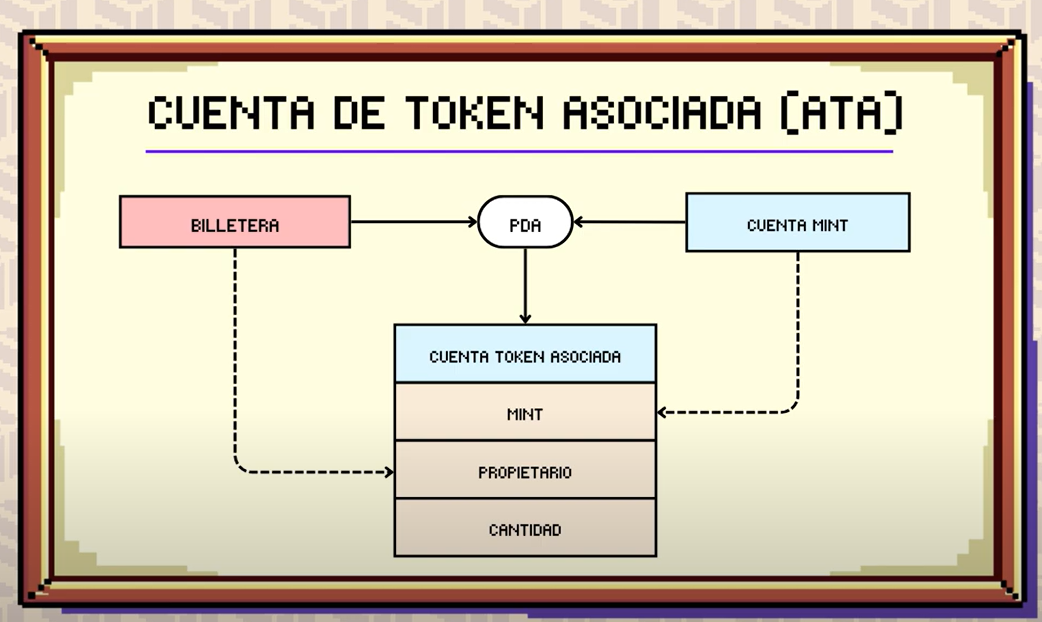 CUENTA DE TOKEN ASOCIADA (ATA)
BILLETERA
PDA
CUENTA MINT
CUENTA TOKEN ASOCIADA
MINT
PROPIETARIO
CANTIDAD